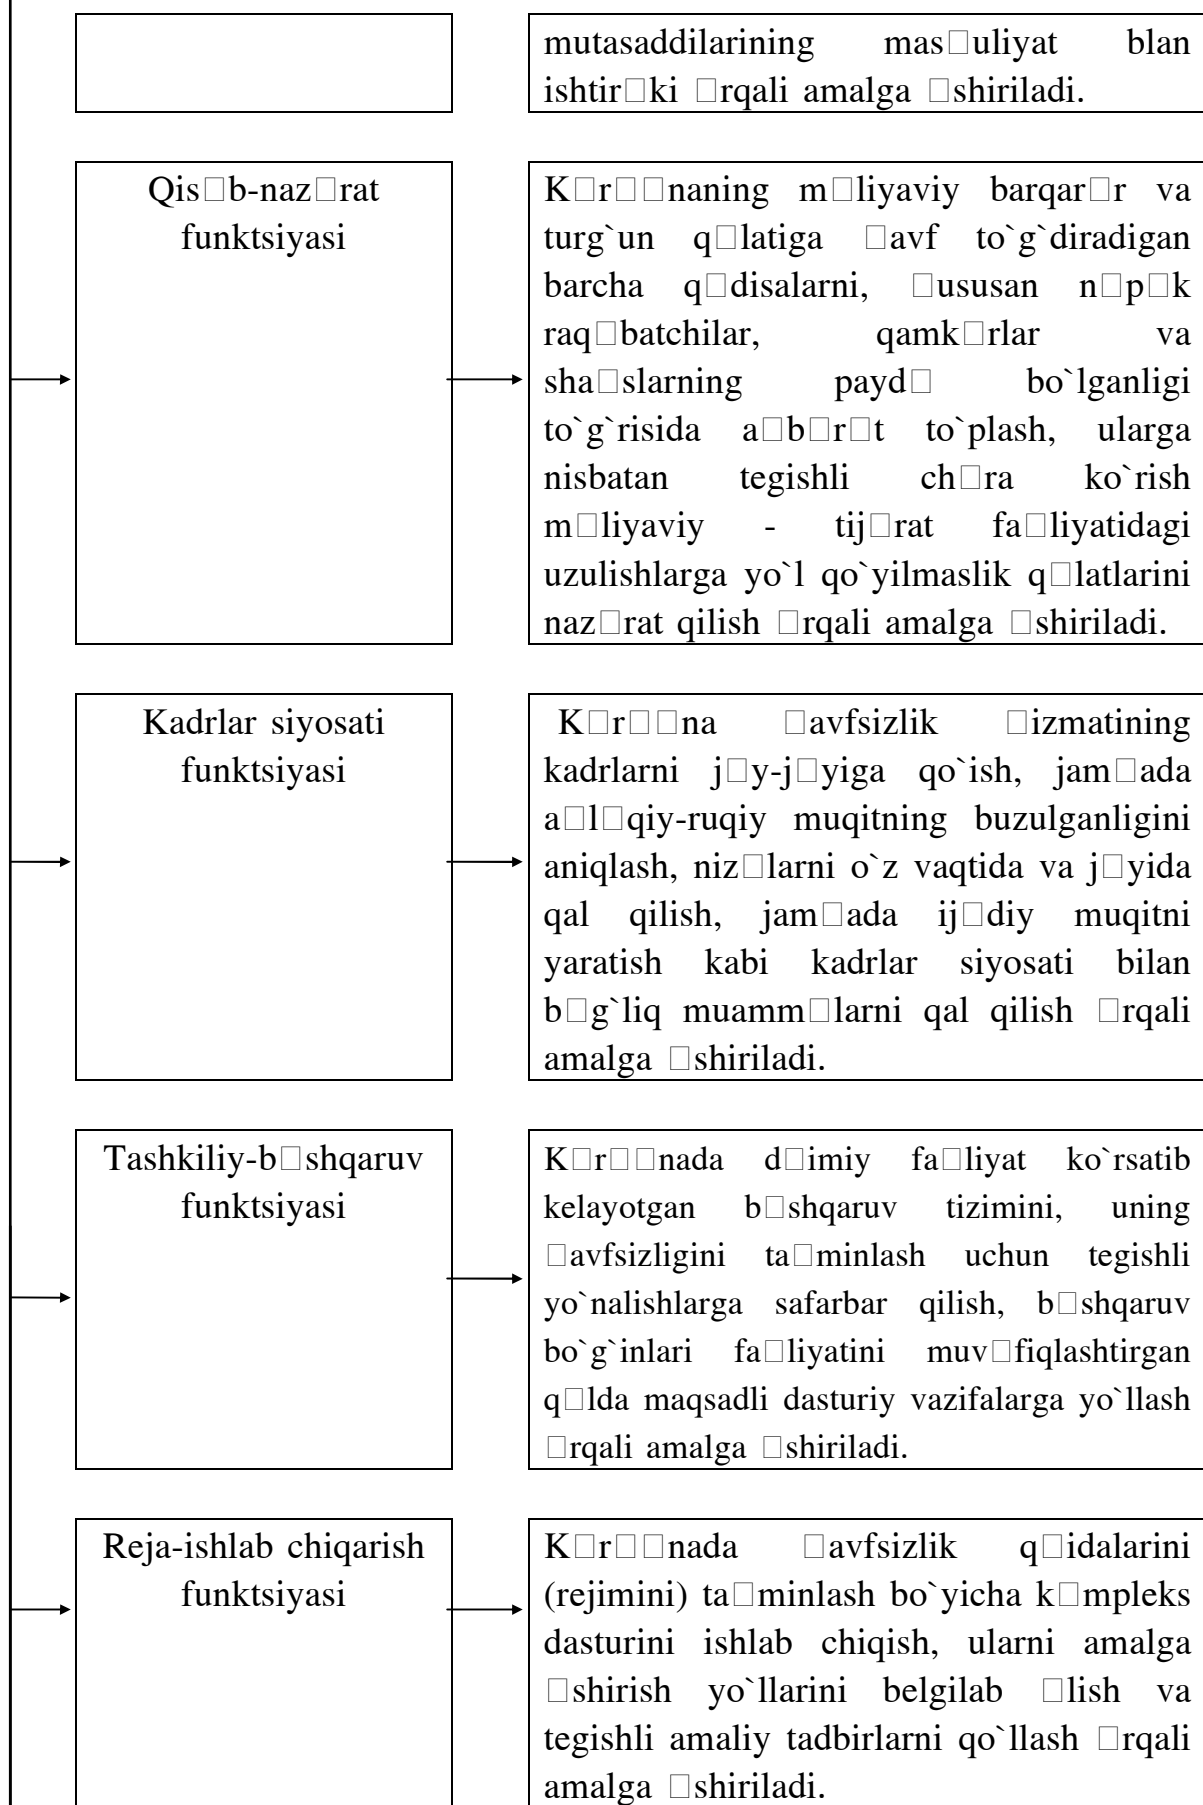 mutasaddilarining mas□uliyat blan
ishtir□ki □rqali amalga □shiriladi.
Qis□b-naz□rat
funktsiyasi
K□r□□naning m□liyaviy barqar□r va
turg`un q□latiga □avf to`g`diradigan
barcha q□disalarni, □ususan n□p□k
raq□batchilar, qamk□rlar va
sha□slarning payd□ bo`lganligi
to`g`risida a□b□r□t to`plash, ularga
nisbatan tegishli ch□ra ko`rish
m□liyaviy - tij□rat fa□liyatidagi
uzulishlarga yo`l qo`yilmaslik q□latlarini
naz□rat qilish □rqali amalga □shiriladi.
Kadrlar siyosati
funktsiyasi
K□r□□na □avfsizlik □izmatining
kadrlarni j□y-j□yiga qo`ish, jam□ada
a□l□qiy-ruqiy muqitning buzulganligini
aniqlash, niz□larni o`z vaqtida va j□yida
qal qilish, jam□ada ij□diy muqitni
yaratish kabi kadrlar siyosati bilan
b□g`liq muamm□larni qal qilish □rqali
amalga □shiriladi.
Tashkiliy-b□shqaruv
funktsiyasi
K□r□□nada d□imiy fa□liyat ko`rsatib
kelayotgan b□shqaruv tizimini, uning
□avfsizligini ta□minlash uchun tegishli
yo`nalishlarga safarbar qilish, b□shqaruv
bo`g`inlari fa□liyatini muv□fiqlashtirgan
q□lda maqsadli dasturiy vazifalarga yo`llash
□rqali amalga □shiriladi.
Reja-ishlab chiqarish
funktsiyasi
K□r□□nada □avfsizlik q□idalarini
(rejimini) ta□minlash bo`yicha k□mpleks
dasturini ishlab chiqish, ularni amalga
□shirish yo`llarini belgilab □lish va
tegishli amaliy tadbirlarni qo`llash □rqali
amalga □shiriladi.